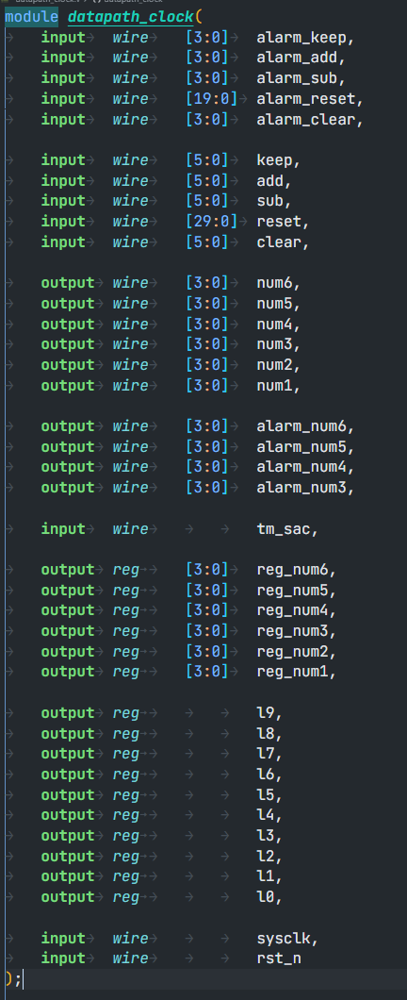 module datapath_clock(
input wire [3:0] alarm_keep,
input wire [3:0] alarm_add,
input wire [3:0] alarm_sub,
input wire [19:0] alarm_reset,
input wire [3:0] alarm_clear,
input wire [5:0] keep,
input wire [5:0] add,
input wire [5:0] sub,
input wire [29:0] reset,
input wire [5:0] clear,
output wire [3:0] num6,
output wire [3:0] num5,
output wire [3:0] num4,
output wire [3:0] num3,
output wire [3:0] num2,
output wire [3:0] num1,
output wire [3:0] alarm_num6,
output wire [3:0] alarm_num5,
output wire [3:0] alarm_num4,
output wire [3:0] alarm_num3,
input wire tm_sac,
output reg [3:0] reg_num6,
output reg [3:0] reg_num5,
output reg [3:0] reg_num4,
output reg [3:0] reg_num3,
output reg [3:0] reg_num2,
output reg [3:0] reg_num1,
output reg l9,
output reg l8,
output reg l7,
output reg l6,
output reg l5,
output reg l4,
output reg l3,
output reg l2,
output reg l1,
output reg l0,
input wire sysclk,
input wire rst_n
);